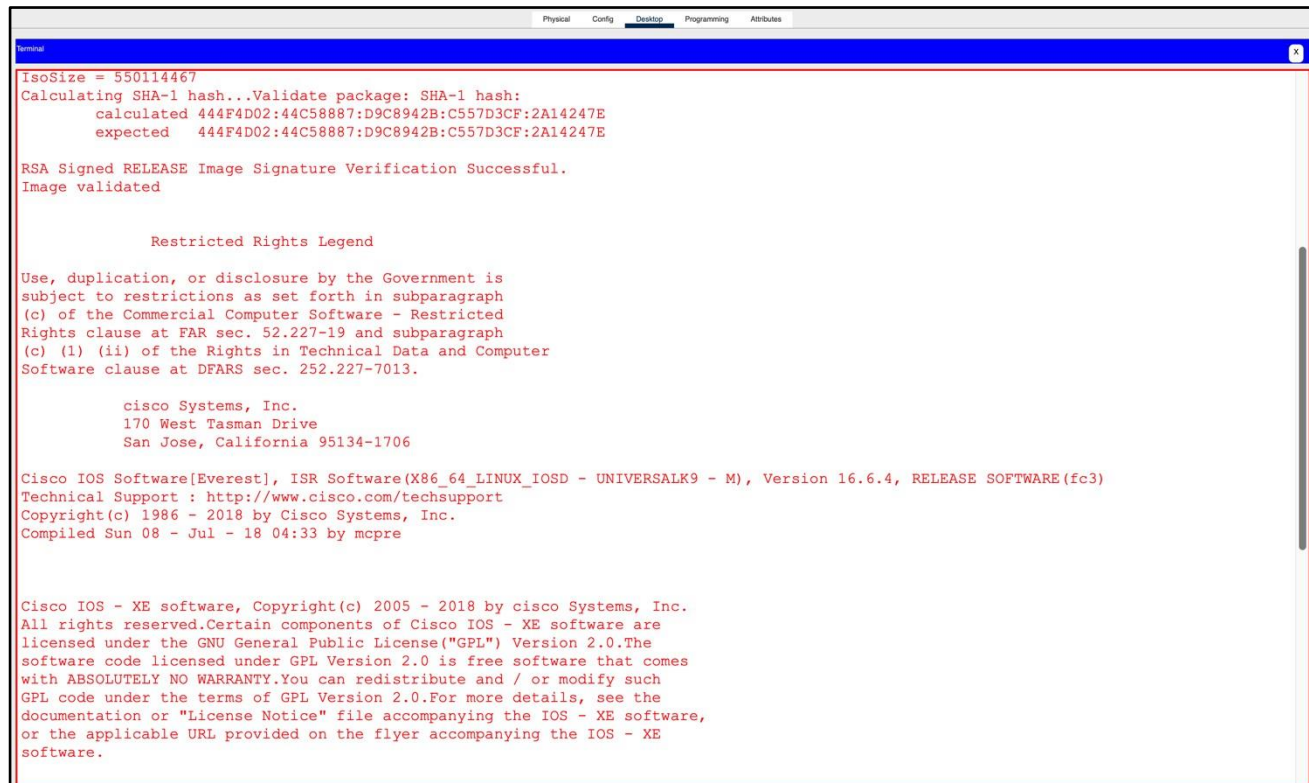 Physical Config Desktop Programming Attributes
Terminal
X
IsoSize = 550114467
Calculating SHA-1 hash...Validate package: SHA-1 hash:
calculated 444F4D02:44C58887:D9C8942B:C557D3CF:2A14247E
expected 444F4D02:44C58887:D9C8942B:C557D3CF:2A14247E
RSA Signed RELEASE Image Signature Verification Successful.
Image validated
Restricted Rights Legend
Use, duplication, or disclosure by the Government is
subject to restrictions as set forth in subparagraph
(c) of the Commercial Computer Software - Restricted
Rights clause at FAR sec. 52.227-19 and subparagraph
(c) (1) (ii) of the Rights in Technical Data and Computer
Software clause at DFARS sec. 252.227-7013.
cisco Systems, Inc.
170 West Tasman Drive
San Jose, California 95134-1706
Cisco IOS Software[Everest], ISR Software(X86_64_LINUX_IOSD - UNIVERSALK9 - M), Version 16.6.4, RELEASE SOFTWARE(fc3)
Technical Support : http://www.cisco.com/techsupport
Copyright(c) 1986 - 2018 by Cisco Systems, Inc.
Compiled Sun 08 - Jul - 18 04:33 by mcpre
Cisco IOS - XE software, Copyright(c) 2005 - 2018 by cisco Systems, Inc.
All rights reserved.Certain components of Cisco IOS - XE software are
licensed under the GNU General Public License("GPL") Version 2.0.The
software code licensed under GPL Version 2.0 is free software that comes
with ABSOLUTELY NO WARRANTY.You can redistribute and / or modify such
GPL code under the terms of GPL Version 2.0.For more details, see the
documentation or "License Notice" file accompanying the IOS - XE software,
or the applicable URL provided on the flyer accompanying the IOS - XE
software.